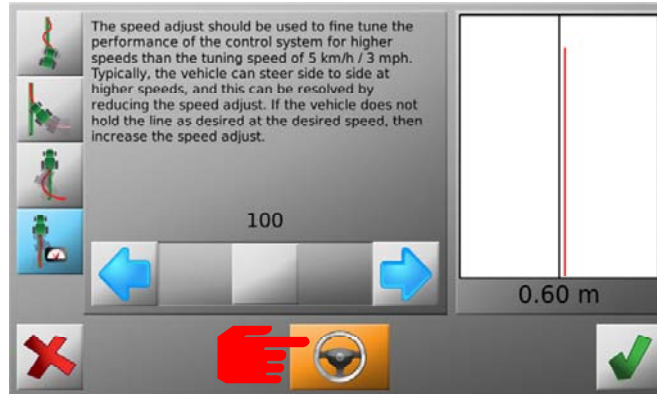 The speed adjust should be used to fine tune the
performance of the control system for higher
speeds than the tuning speed of 5 km/h / 3 mph.
Typically, the vehicle can steer side to side at
higher speeds, and this can be resolved by
reducing the speed adjust. If the vehicle does not
hold the line as desired at the desired speed, then
increase the speed adjust.
100
0.60 m